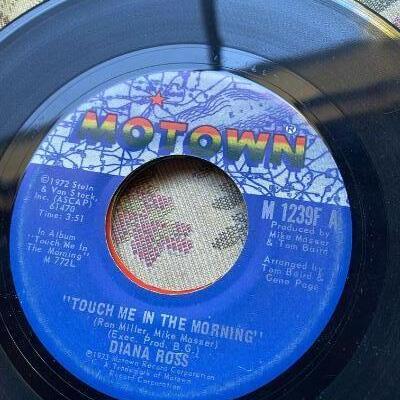 MOTOWN®
©1972 Stein
& Van Stock,
Inc. (ASCAP)
61470
Time: 3:51
In Album
"Touch Me In
The Morning"
M 772L
M 1239F A
Produced by
Mike Masser
& Tom Baird
Arranged by
Tom Baird &
Gene Page
"TOUCH ME IN THE MORNING"
(Ron Miller, Mike Masser)
(Exec. Prod. B.G.)
DIANA ROSS
©1973 Motown Record Corporation
A Trademark of Motown
Record Corporation